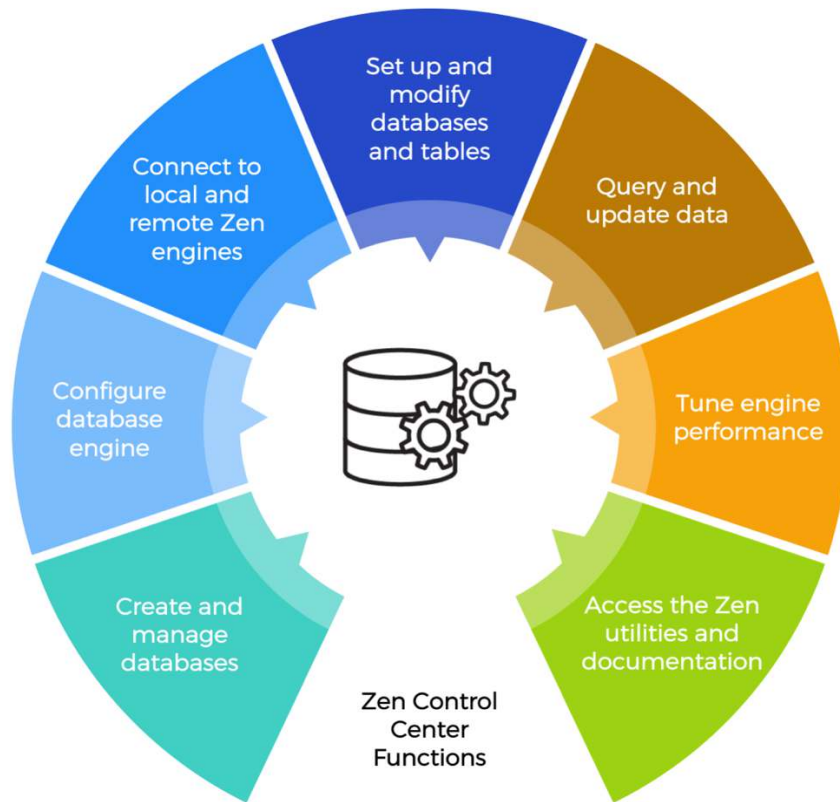 Set up and
modify
databases
and tables
Connect to
local and
remote Zen
engines
Query and
update data
Configure
database
engine
Tune engine
performance
Create and
manage
databases
Access the Zen
utilities and
documentation
Zen Control
Center
Functions